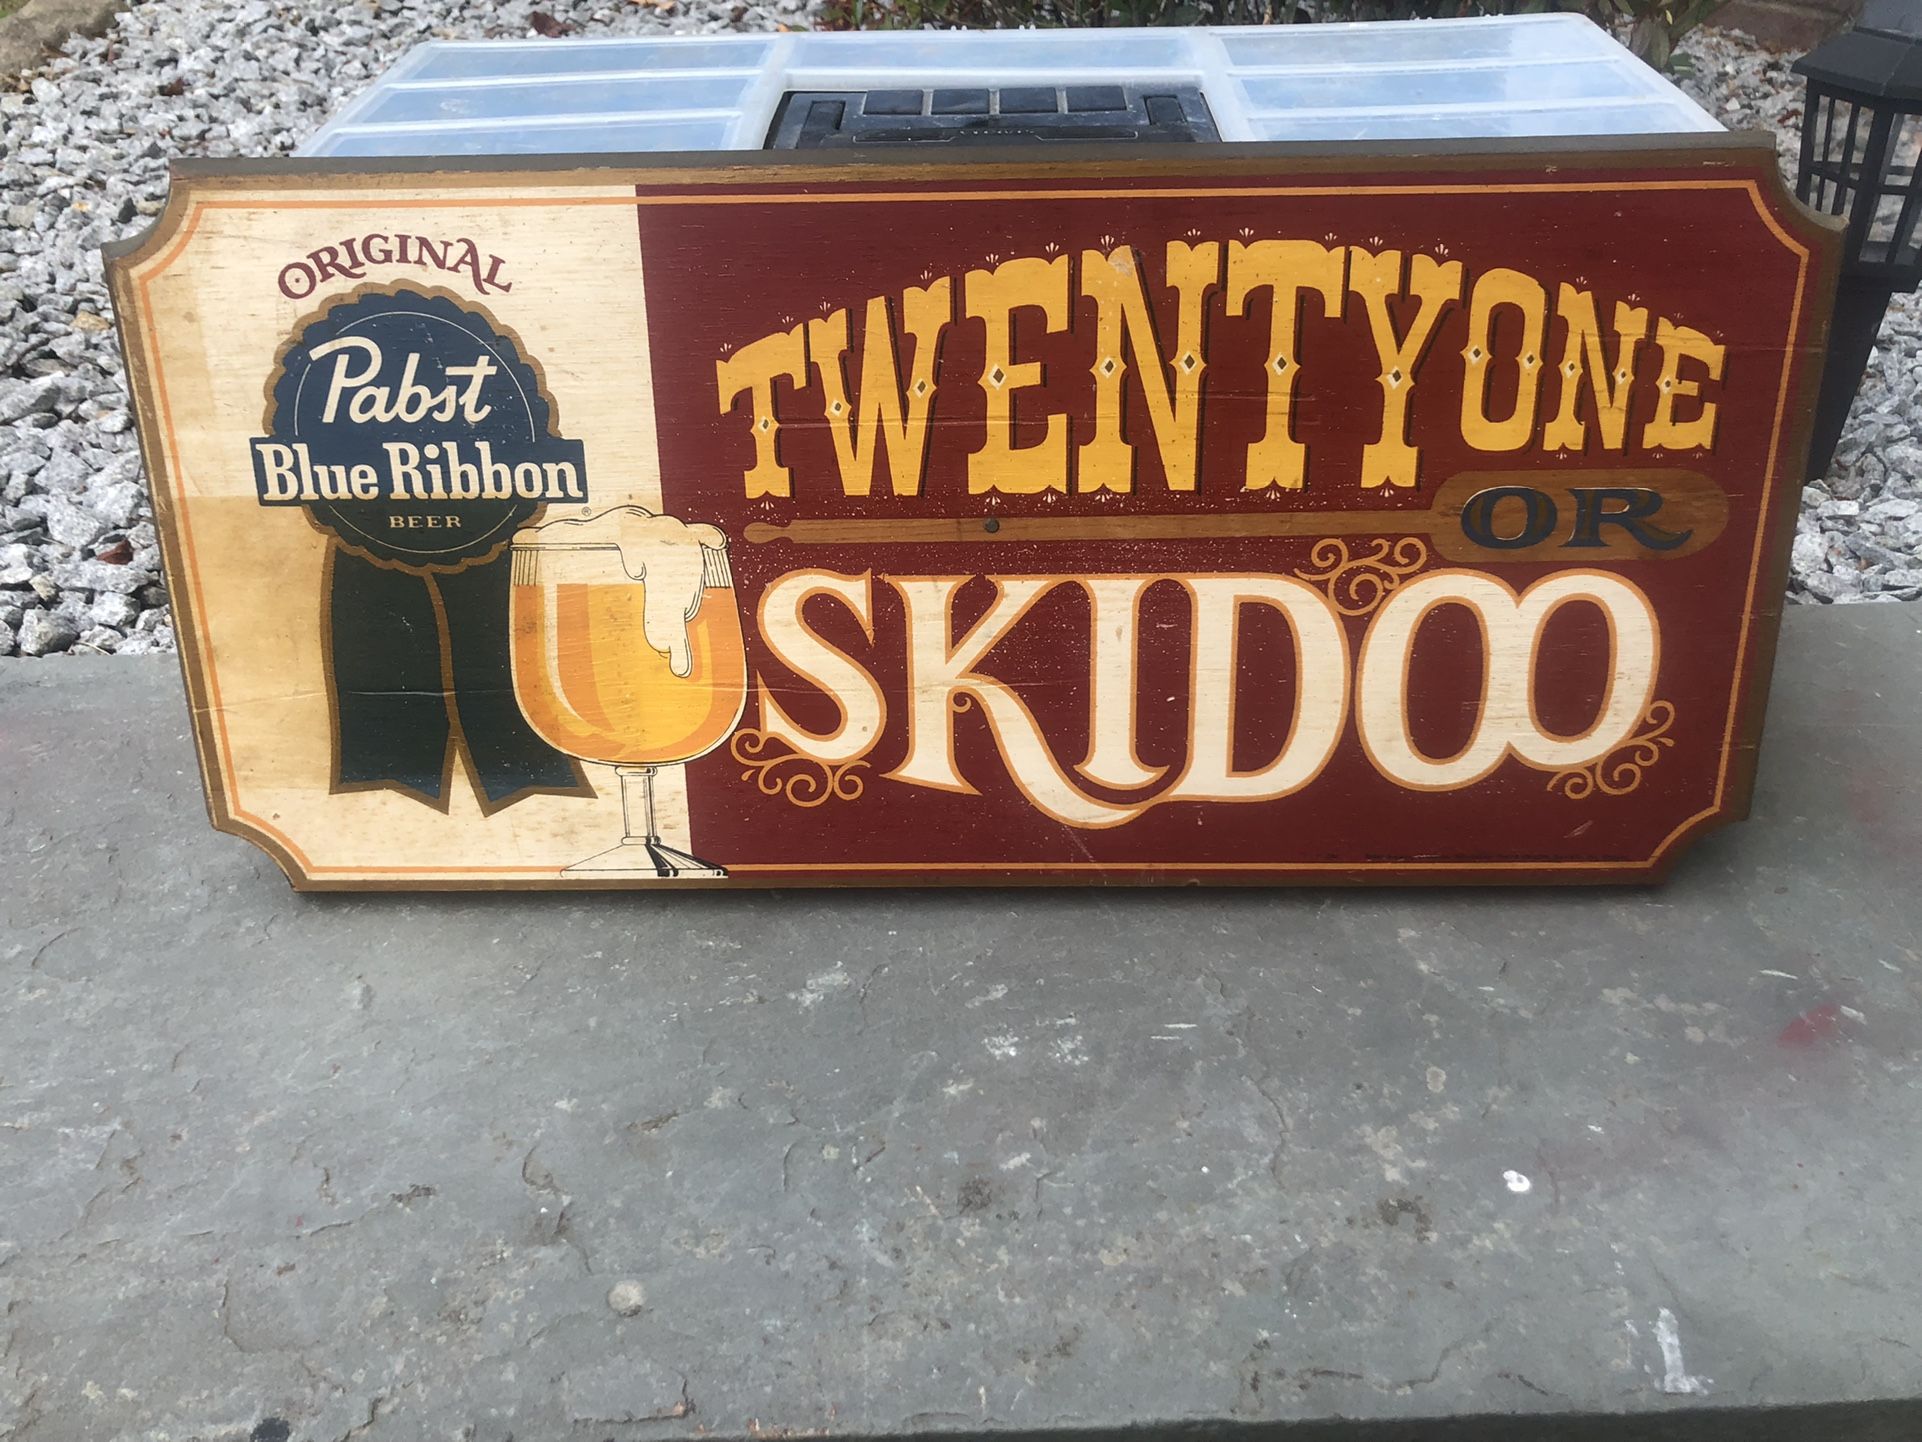 ORIGINAL
Pabst
Blue Ribbon
BEER
®
TWENTYONE
OR
SKIDOO